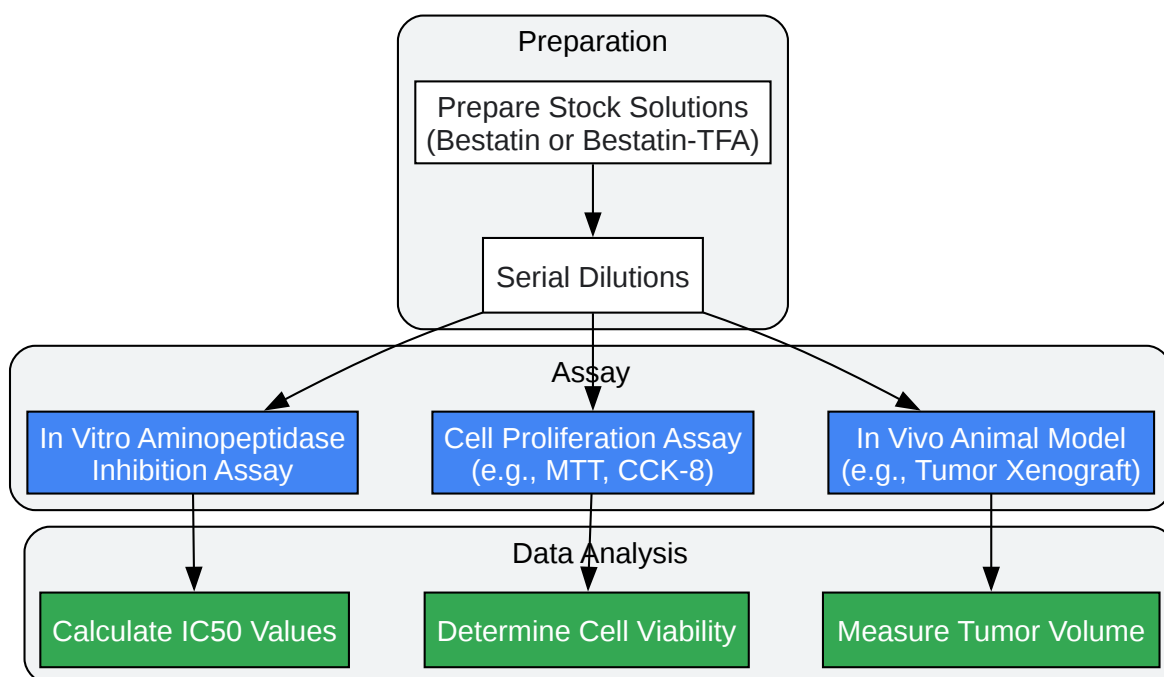 Preparation
Prepare Stock Solutions
(Bestatin or Bestatin-TFA)
Serial Dilutions
Assay
In Vitro Aminopeptidase
Inhibition Assay
Cell Proliferation Assay
(e.g., MTT, CCK-8)
In Vivo Animal Model
(e.g., Tumor Xenograft)
Data Analysis
Calculate IC50 Values
Determine Cell Viability
Measure Tumor Volume